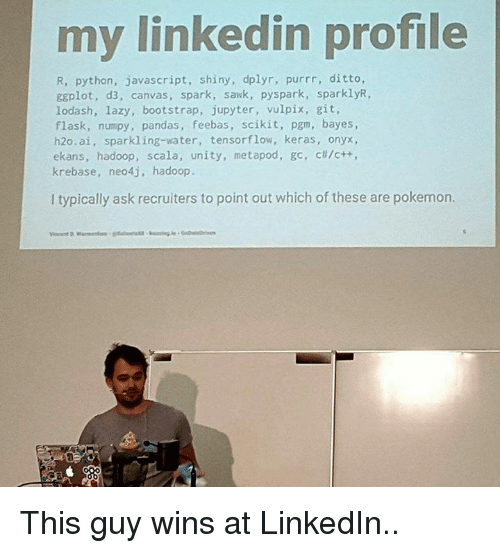 my linkedin profile
R, python, javascript, shiny, dplyr, purrr, ditto,
ggplot, d3, canvas, spark, sawk, pyspark, sparklyR,
lodash, lazy, bootstrap, jupyter, vulpix, git,
flask, numpy, pandas, feebas, scikit, pgm, bayes,
h2o.ai, sparkling-water, tensorflow, keras, onyx,
ekans, hadoop, scala, unity, metapod, gc, c#/c++,
krebase, neo4j, hadoop.
I typically ask recruiters to point out which of these are pokemon.
This guy wins at LinkedIn..